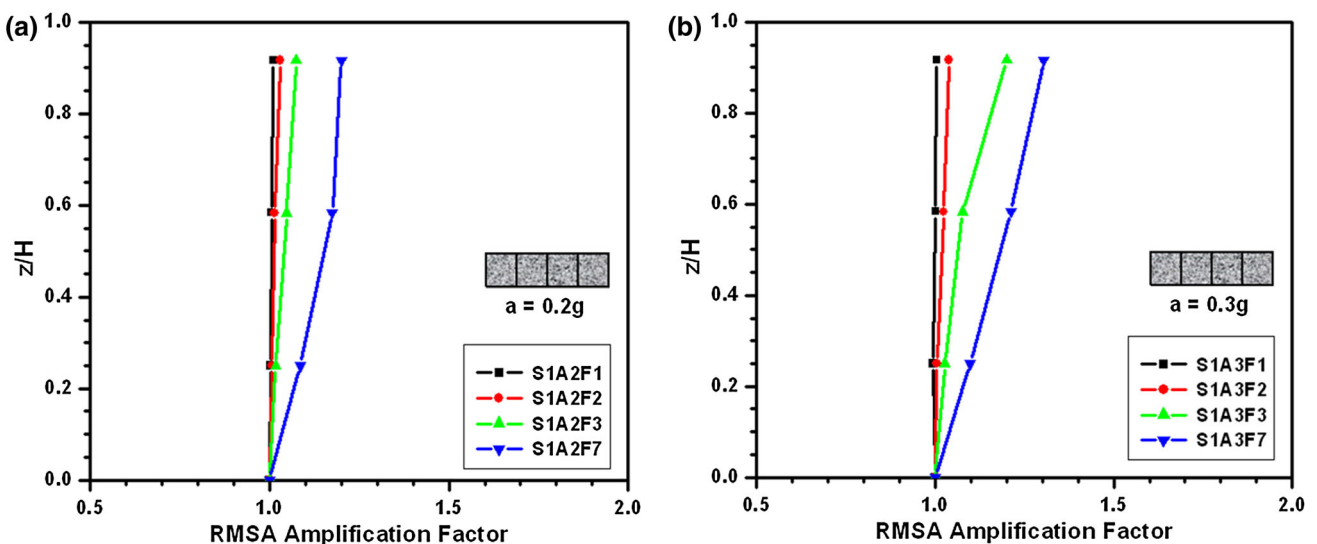 (a)
1.0
0.8
0.6
0.4
0.2
0.0
z/H
0.5
1.0
1.5
2.0
RMSA Amplification Factor
a = 0.2g
S1A2F1
S1A2F2
S1A2F3
S1A2F7
(b)
1.0
0.8
0.6
0.4
0.2
0.0
z/H
0.5
1.0
1.5
2.0
RMSA Amplification Factor
a = 0.3g
S1A3F1
S1A3F2
S1A3F3
S1A3F7